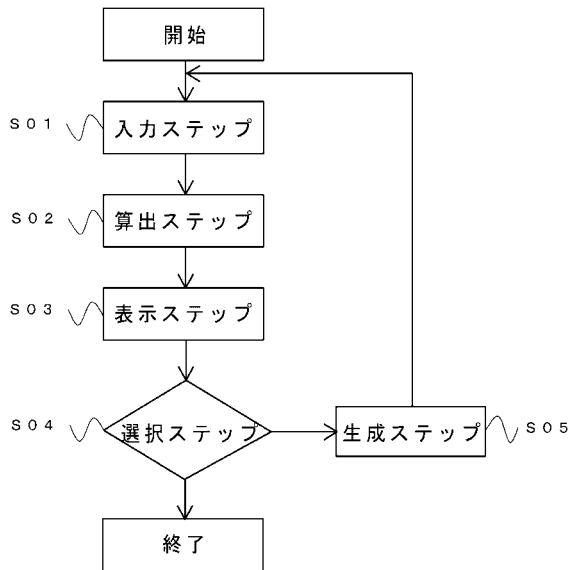 開始
S01
入力ステップ
S02
算出ステップ
S03
表示ステップ
S04
選択ステップ
生成ステップ
S05
終了